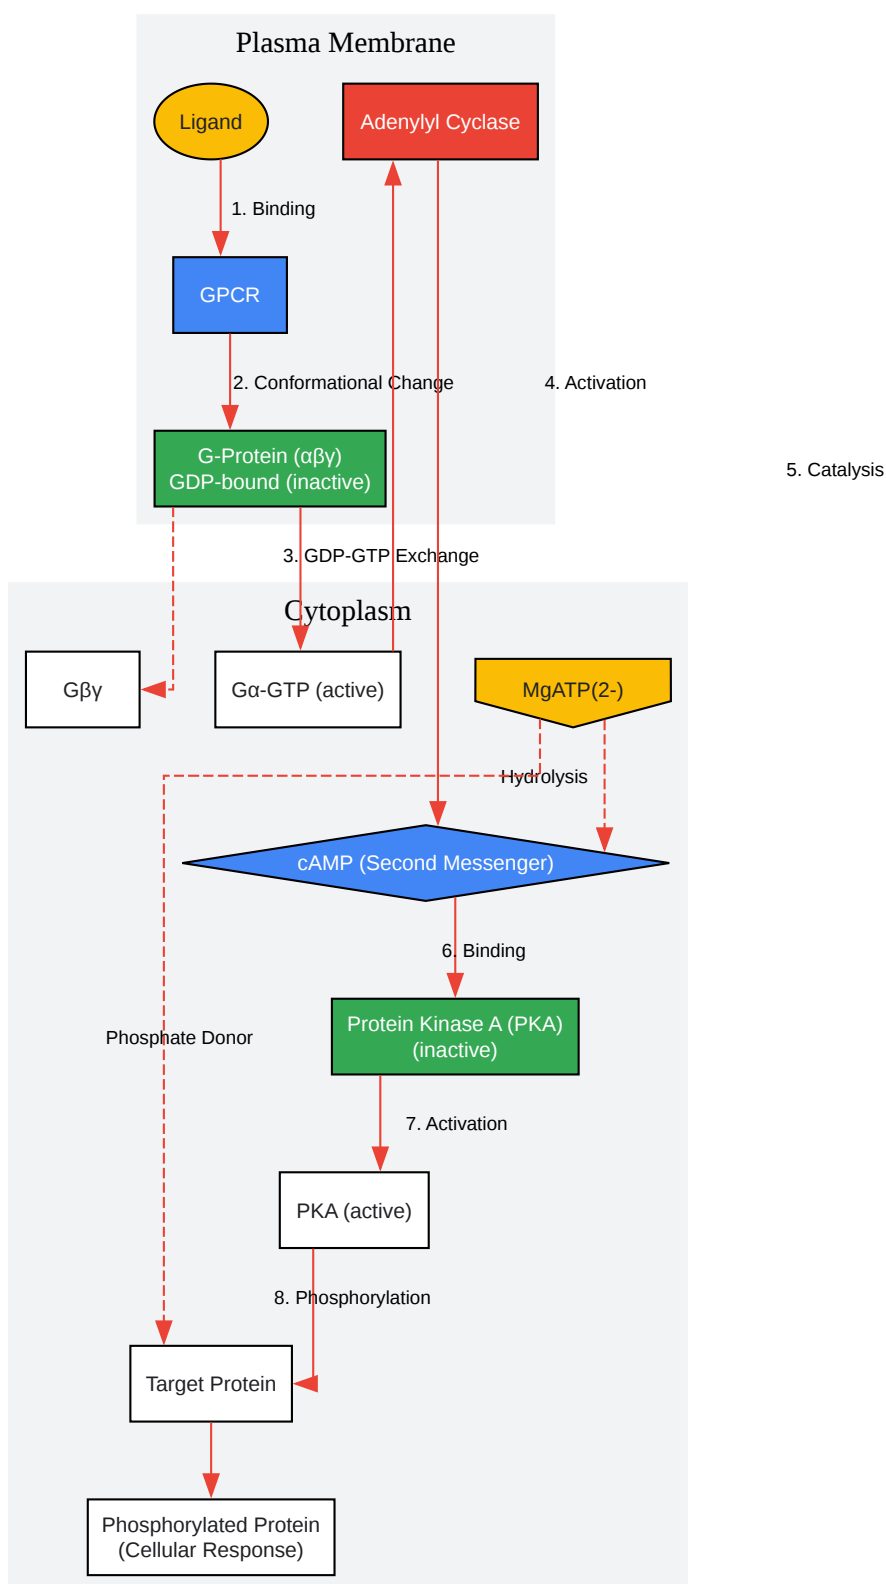 Plasma Membrane
Ligand
Adenylyl Cyclase
1. Binding
GPCR
2. Conformational Change
4. Activation
G-Protein (αβγ)
GDP-bound (inactive)
5. Catalysis
3. GDP-GTP Exchange
Cytoplasm
Gβγ
Gα-GTP (active)
MgATP(2-)
Hydrolysis
cAMP (Second Messenger)
6. Binding
Protein Kinase A (PKA)
(inactive)
Phosphate Donor
7. Activation
PKA (active)
8. Phosphorylation
Target Protein
Phosphorylated Protein
(Cellular Response)